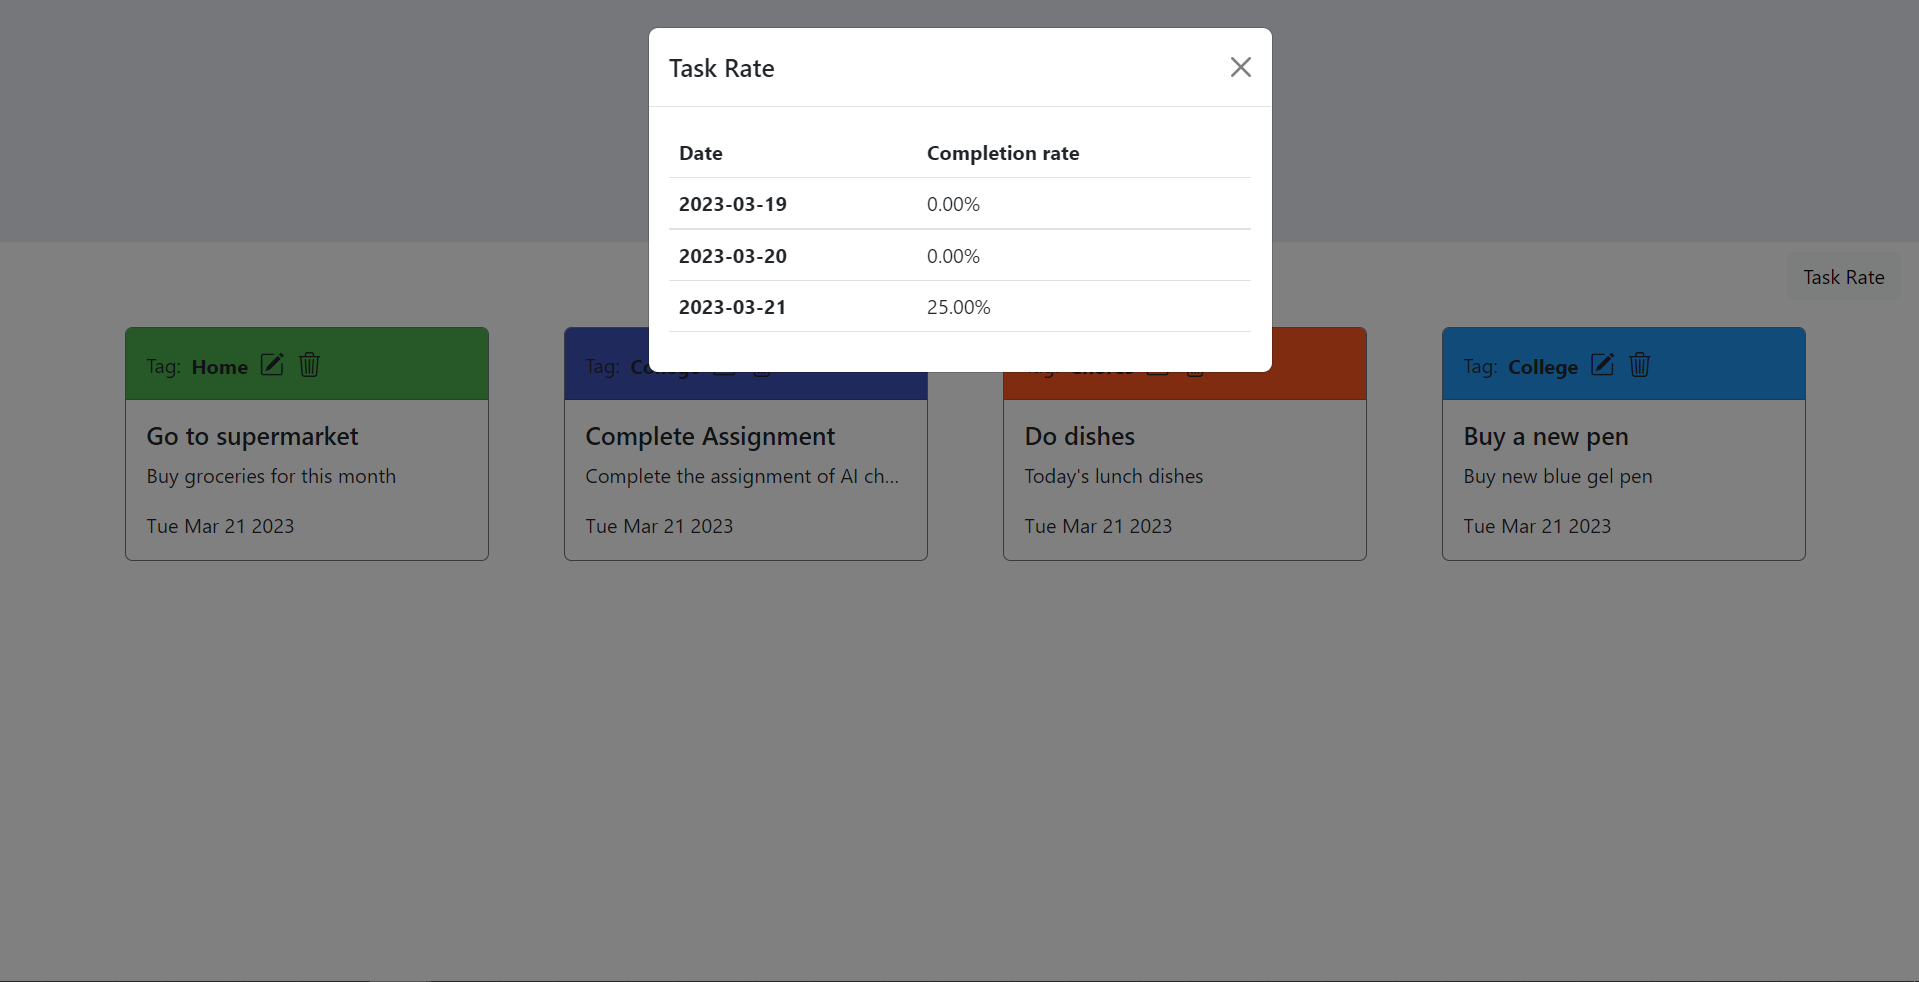 Task Rate
Date Completion rate
2023-03-19 0.00%
2023-03-20 0.00%
2023-03-21 25.00%
Task Rate
Tag: Home
Go to supermarket
Buy groceries for this month
Tue Mar 21 2023
Tag: College
Complete Assignment
Complete the assignment of AI ch...
Tue Mar 21 2023
Tag: Chores
Do dishes
Today's lunch dishes
Tue Mar 21 2023
Tag: College
Buy a new pen
Buy new blue gel pen
Tue Mar 21 2023